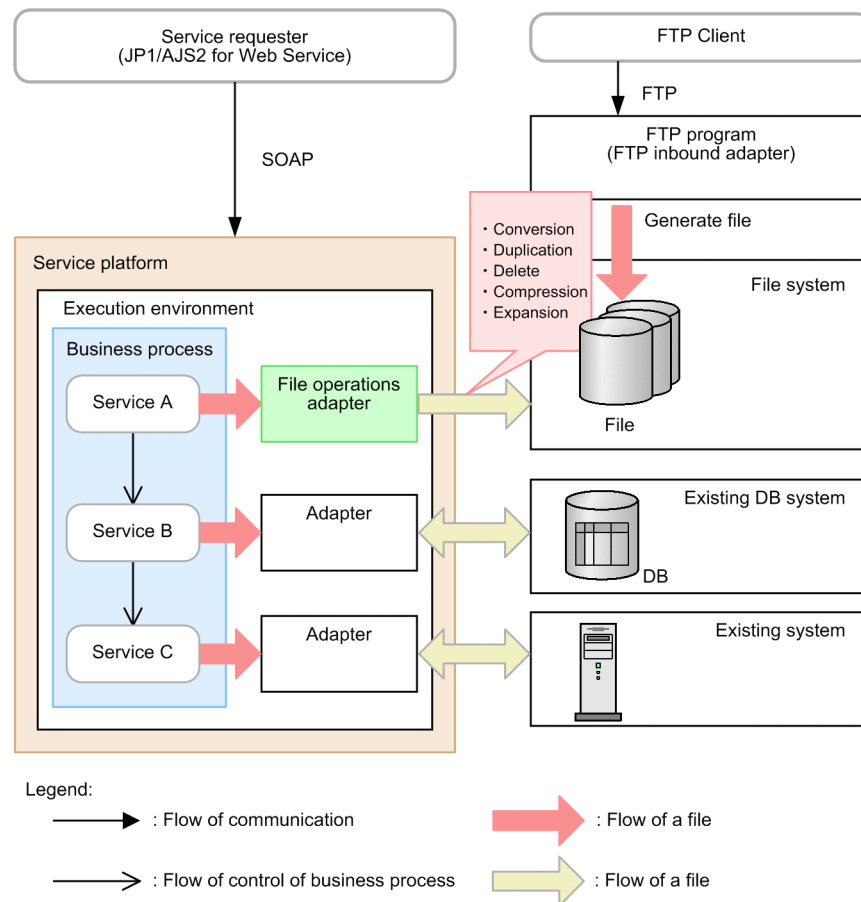 Service requester
(JP1/AJS2 for Web Service)
FTP Client
FTP
SOAP
FTP program
(FTP inbound adapter)
Generate file
・Conversion
・Duplication
・Delete
・Compression
・Expansion
File system
File
Service platform
Execution environment
Business process
Service A
File operations
adapter
Service B
Adapter
Existing DB system
DB
Service C
Adapter
Existing system
Legend:
: Flow of communication
: Flow of a file
: Flow of control of business process
: Flow of a file